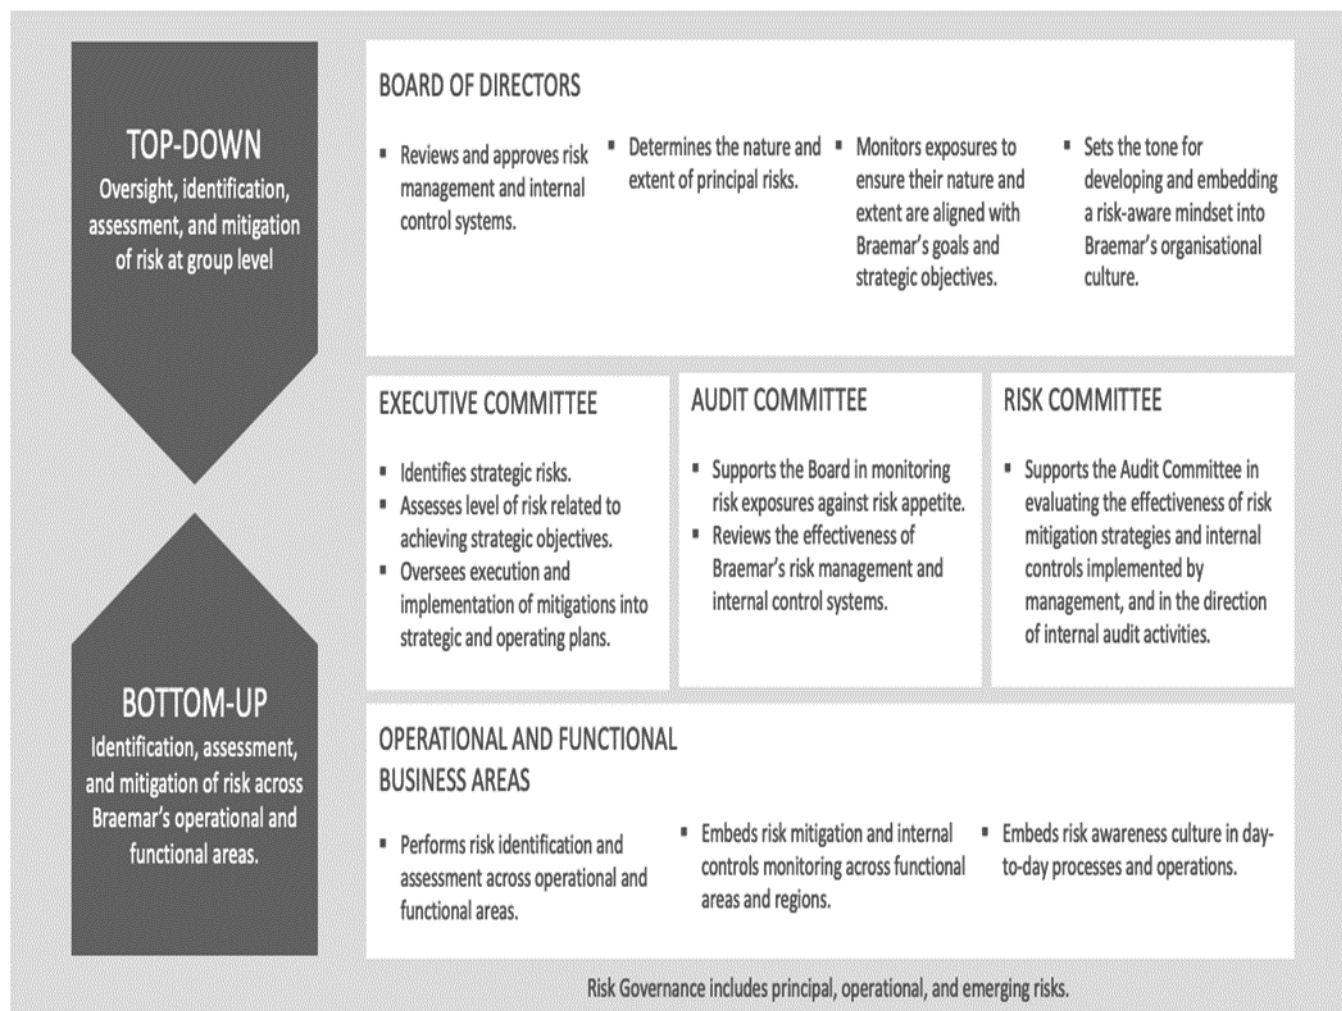 TOP-DOWN
Oversight, identification,
assessment, and mitigation
of risk at group level
BOTTOM-UP
Identification, assessment,
and mitigation of risk across
Braemar's operational and
functional areas.
BOARD OF DIRECTORS
▪ Reviews and approves risk
management and internal
control systems.
▪ Determines the nature and
extent of principal risks.
▪ Monitors exposures to
ensure their nature and
extent are aligned with
Braemar's goals and
strategic objectives.
▪ Sets the tone for
developing and embedding
a risk-aware mindset into
Braemar's organisational
culture.
EXECUTIVE COMMITTEE
▪ Identifies strategic risks.
▪ Assesses level of risk related to
achieving strategic objectives.
▪ Oversees execution and
implementation of mitigations into
strategic and operating plans.
AUDIT COMMITTEE
▪ Supports the Board in monitoring
risk exposures against risk appetite.
▪ Reviews the effectiveness of
Braemar's risk management and
internal control systems.
RISK COMMITTEE
▪ Supports the Audit Committee in
evaluating the effectiveness of risk
mitigation strategies and internal
controls implemented by
management, and in the direction
of internal audit activities.
OPERATIONAL AND FUNCTIONAL
BUSINESS AREAS
▪ Performs risk identification and
assessment across operational and
functional areas.
▪ Embeds risk mitigation and internal
controls monitoring across functional
areas and regions.
▪ Embeds risk awareness culture in day-
to-day processes and operations.
Risk Governance includes principal, operational, and emerging risks.